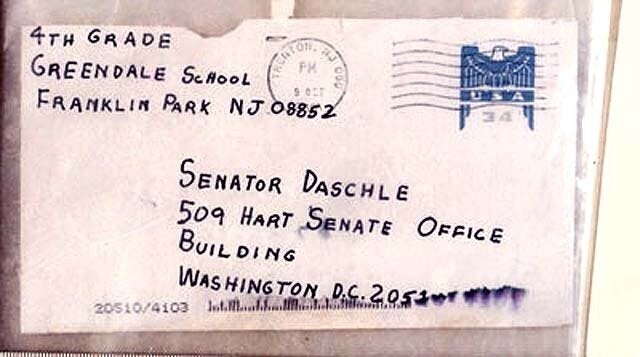 4TH GRADE
GREENDALE SCHOOL
FRANKLIN PARK NJ 08852
TRENTON, NJ
PM
9 OCT
USA
34
SENATOR DASCHLE
509 HART SENATE OFFICE
BUILDING
WASHINGTON D.C. 2051
20510/4103